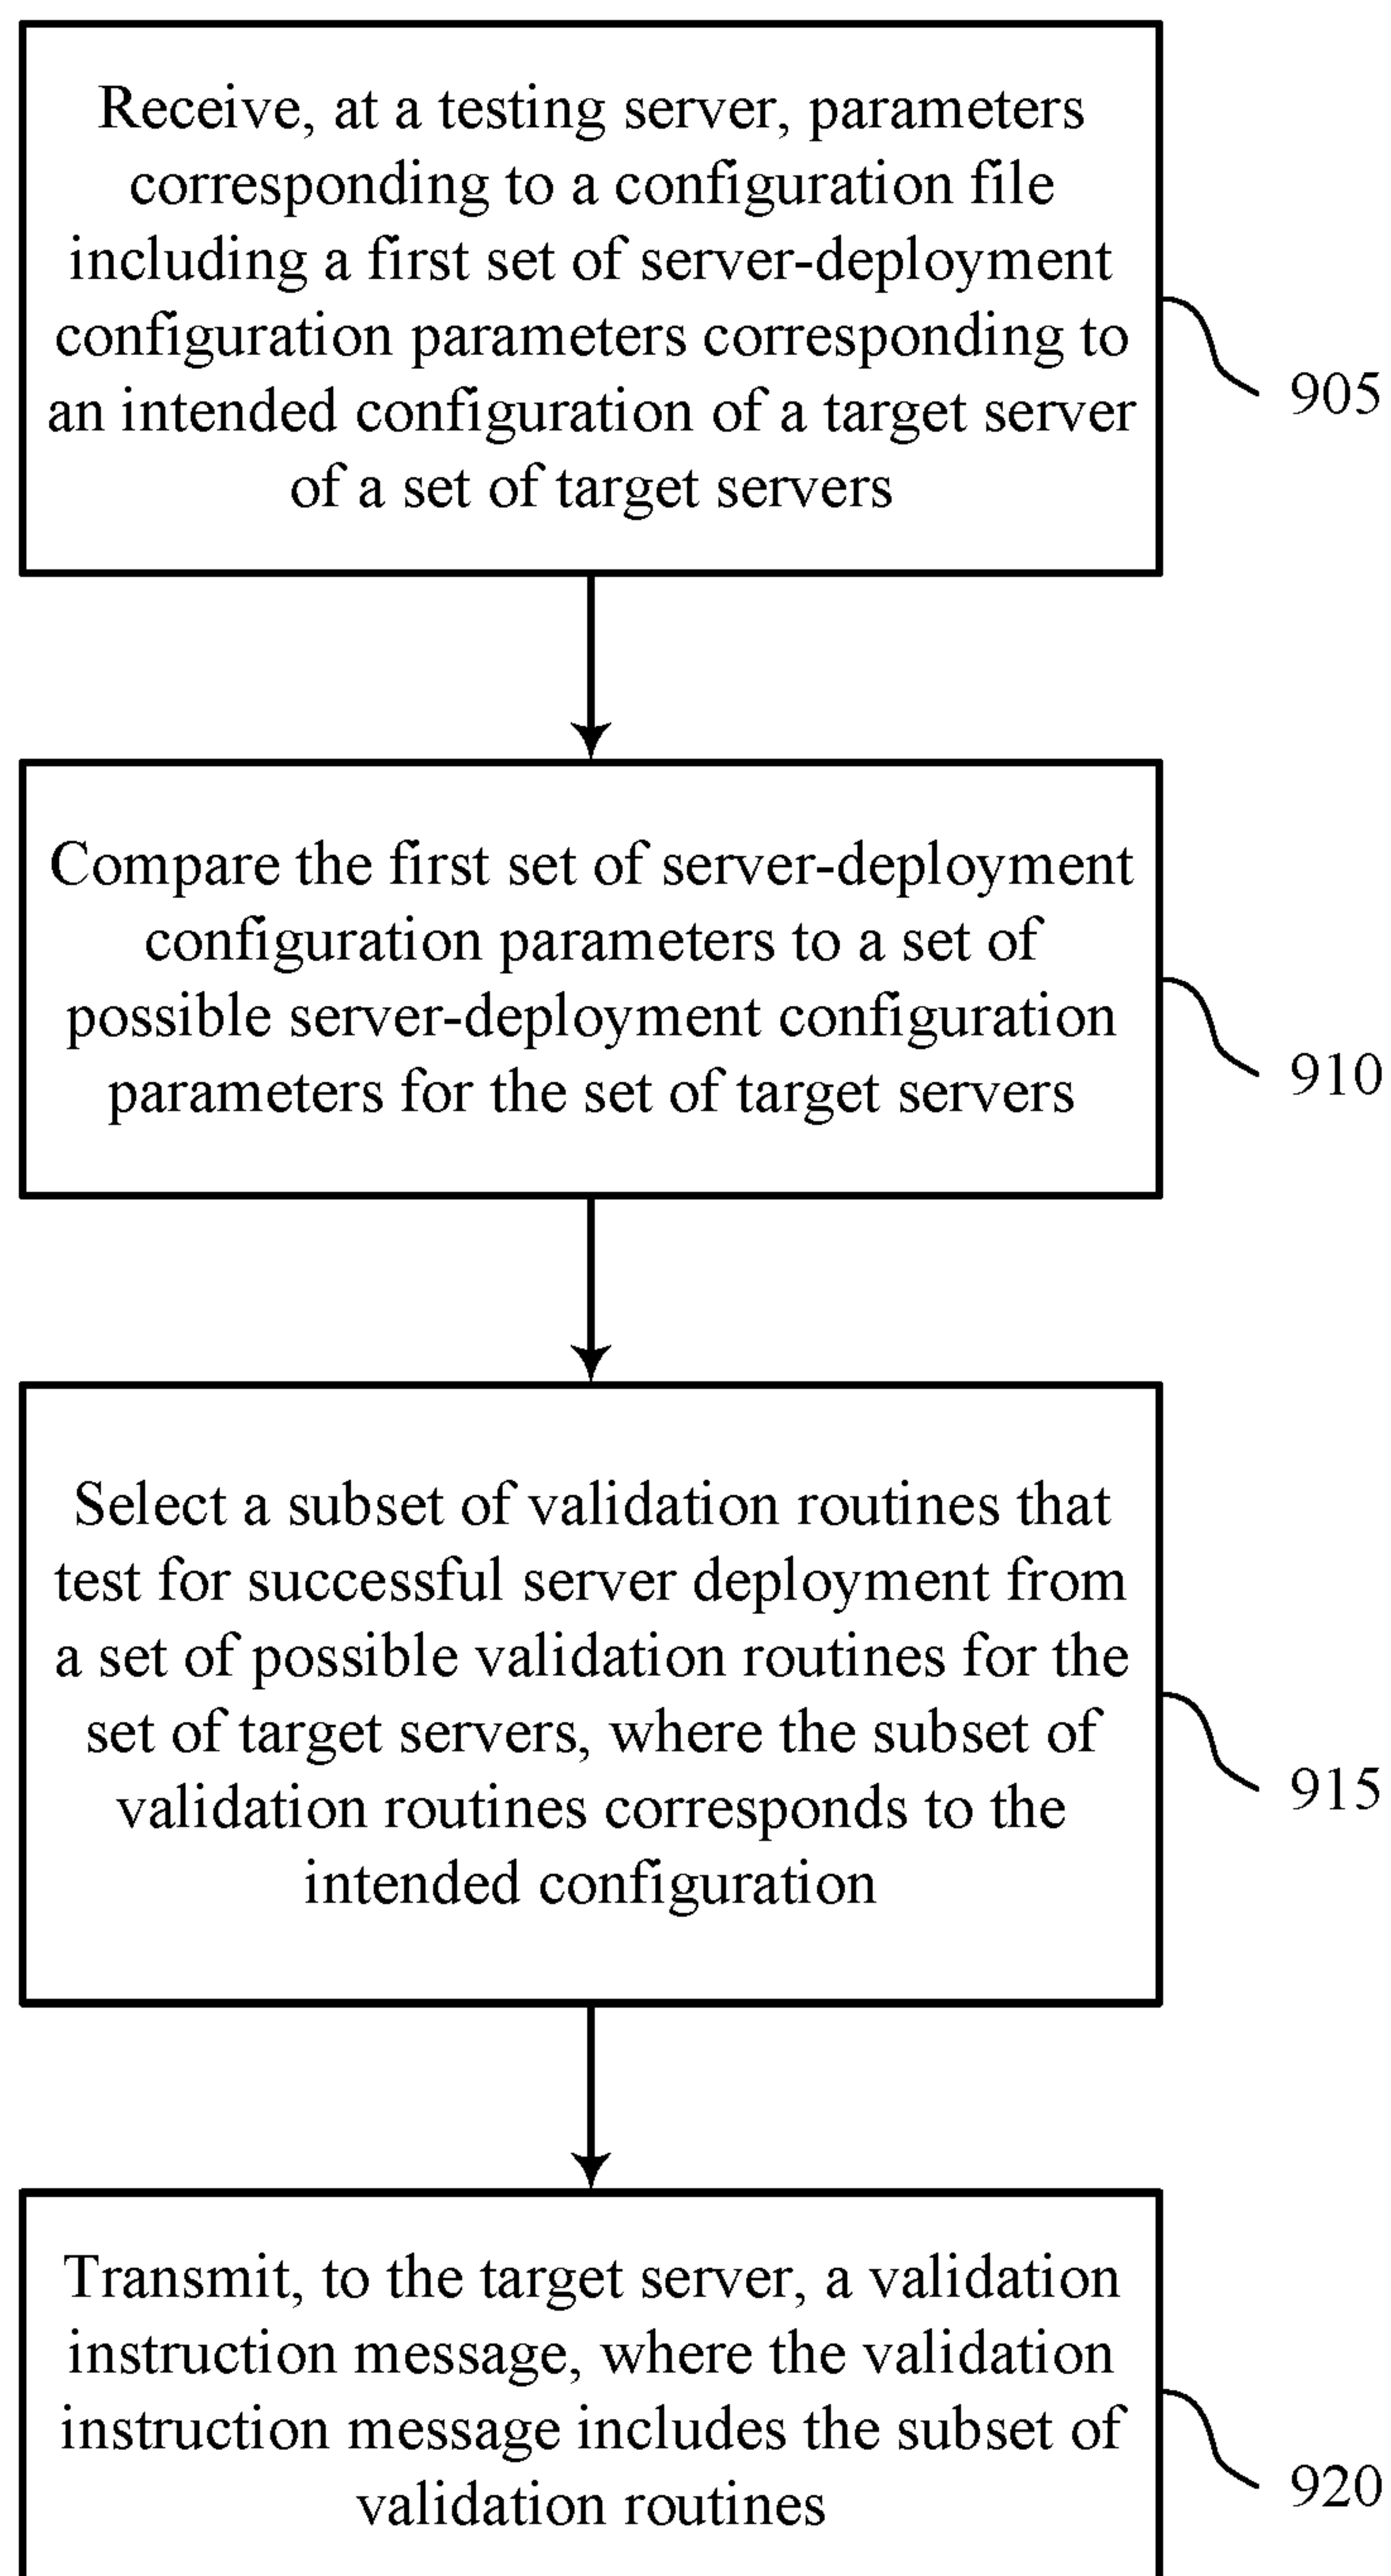 Receive, at a testing server, parameters
corresponding to a configuration file
including a first set of server-deployment
configuration parameters corresponding to
an intended configuration of a target server
of a set of target servers
905
Compare the first set of server-deployment
configuration parameters to a set of
possible server-deployment configuration
parameters for the set of target servers
910
Select a subset of validation routines that
test for successful server deployment from
a set of possible validation routines for the
set of target servers, where the subset of
validation routines corresponds to the
intended configuration
915
Transmit, to the target server, a validation
instruction message, where the validation
instruction message includes the subset of
validation routines
920